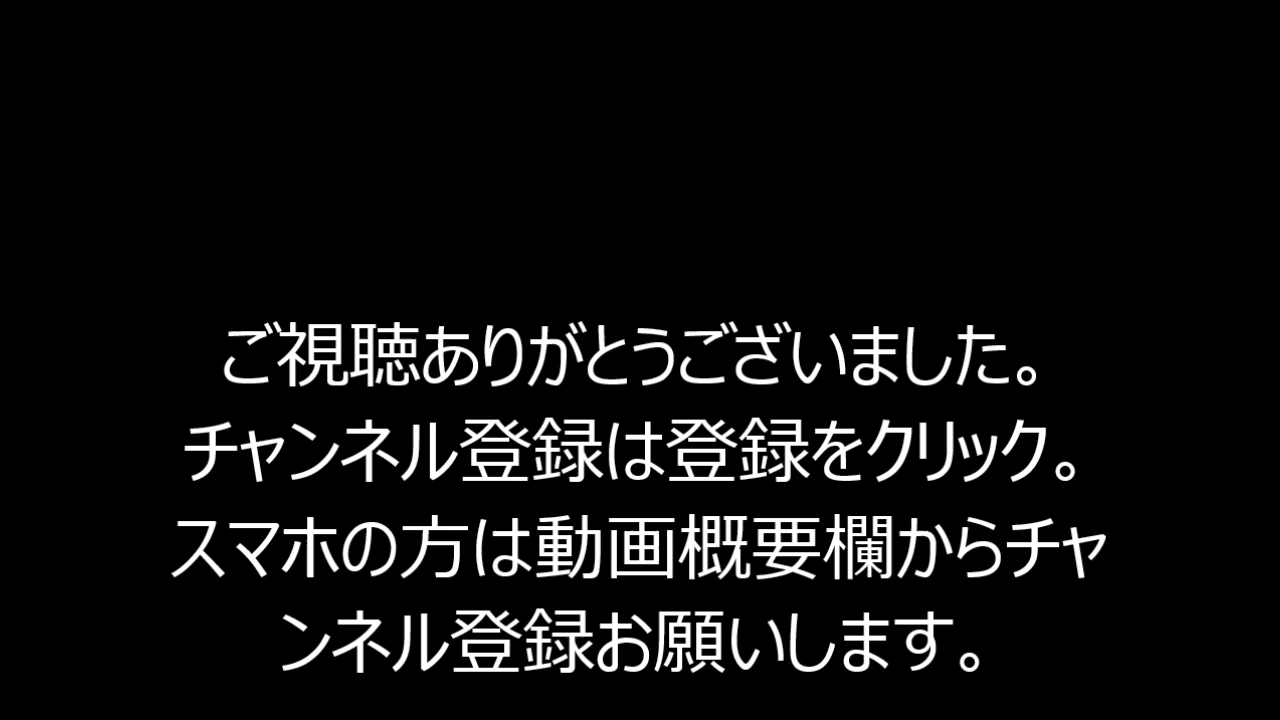 ご視聴ありがとうございました。
チャンネル登録は登録をクリック。
スマホの方は動画概要欄からチャ
ンネル登録お願いします。